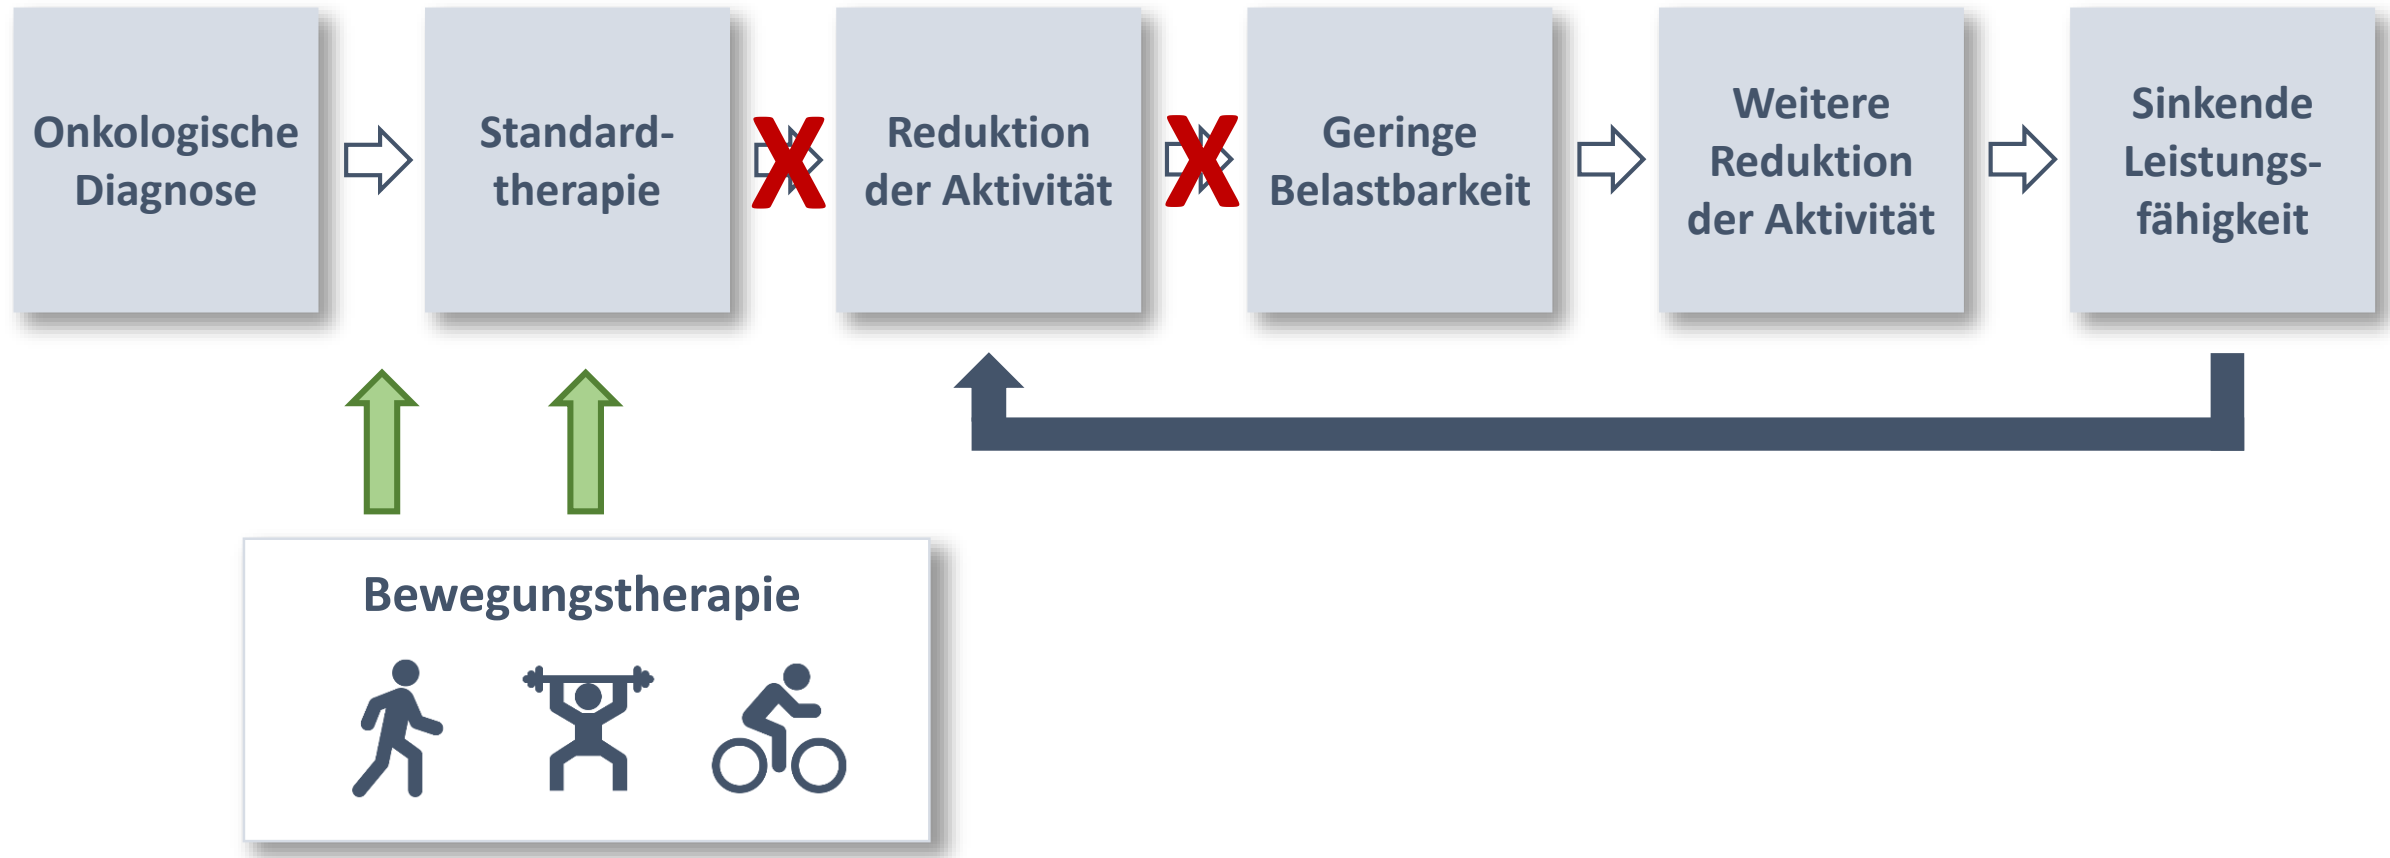 Onkologische
Diagnose
Standard-
therapie
Reduktion
der Aktivität
Geringe
Belastbarkeit
Weitere
Reduktion
der Aktivität
Sinkende
Leistungs-
fähigkeit
X
X
Bewegungstherapie